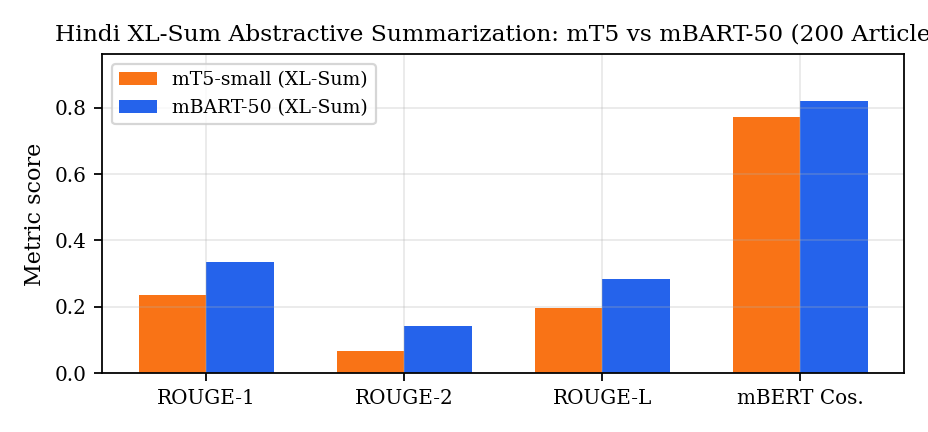 Hindi XL-Sum Abstractive Summarization: mT5 vs mBART-50 (200 Article
mT5-small (XL-Sum)
mBART-50 (XL-Sum)
Metric score
0.8
0.6
0.4
0.2
0.0
ROUGE-1 ROUGE-2 ROUGE-L mBERT Cos.